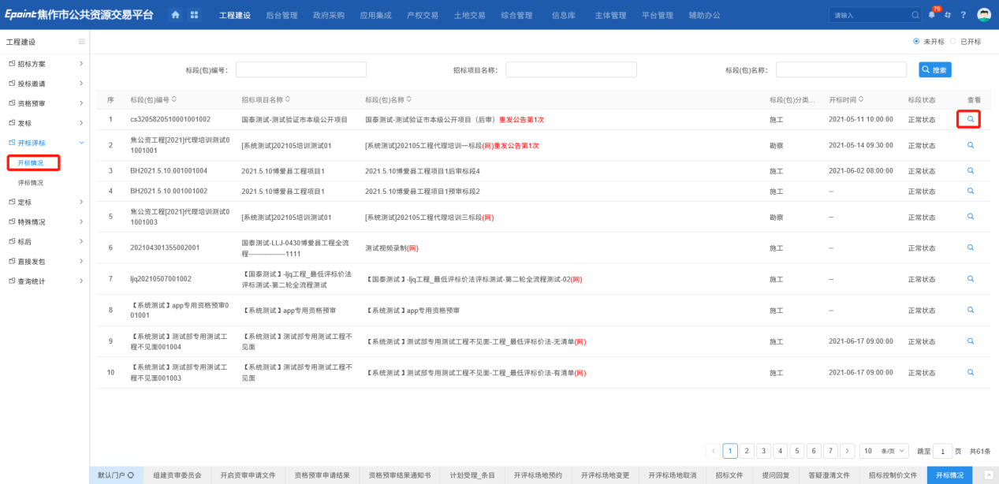 Epoint焦作市公共资源交易平台 工程建设 后台管理 政府采购 应用集成 产权交易 土地交易 综合管理 信息库 主体管理 平台管理 辅助办公 请输入 79 ?
工程建设
未开标 已开标
招标方案
投标邀请
资格预审
发标
开标评标
开标情况
评标情况
定标
特殊情况
标后
直接发包
查询统计
标段(包)编号: 招标项目名称: 标段(包)名称: 搜索
序 标段(包)编号 招标项目名称 标段(包)名称 标段(包)分类... 开标时间 标段状态 查看
1 cs3205820510001001002 国泰测试-测试验证市本级公开项目 国泰测试-测试验证市本级公开项目（后审）重发公告第1次 施工 2021-05-11 10:00:00 正常状态
2 焦公资工程[2021]代理培训测试0
1001001 [系统测试]202105培训测试01 [系统测试]202105工程代理培训一标段(网)重发公告第1次 勘察 2021-05-14 09:30:00 正常状态
3 BH2021.5.10.001001004 2021.5.10博爱县工程项目1 2021.5.10博爱县工程项目1后审标段4 施工 2021-06-02 08:00:00 正常状态
4 BH2021.5.10.001001002 2021.5.10博爱县工程项目1 2021.5.10博爱县工程项目1预审标段2 施工 -- 正常状态
5 焦公资工程[2021]代理培训测试0
1001003 [系统测试]202105培训测试01 [系统测试]202105工程代理培训三标段(网) 勘察 -- 正常状态
6 202104301355002001 国泰测试-LLJ-0430博爱县工程全流
程----------------1111 测试视频录制(网) 施工 -- 正常状态
7 ljq20210507001002 【国泰测试】-ljq工程_最低评标价法
评标测试-第二轮全流程测试 【国泰测试】-ljq工程_最低评标价法评标测试-第二轮全流程测试-02(网) 施工 -- 正常状态
8 【系统测试】app专用资格预审0
01001 【系统测试】app专用资格预审 【系统测试】app专用资格预审 施工 -- 正常状态
9 【系统测试】测试部专用测试工
程不见面001004 【系统测试】测试部专用测试工程不
见面 【系统测试】测试部专用测试工程不见面-工程_最低评标价法-无清单(网) 施工 2021-06-17 09:00:00 正常状态
10 【系统测试】测试部专用测试工
程不见面001003 【系统测试】测试部专用测试工程不
见面 【系统测试】测试部专用测试工程不见面-工程_最低评标价法-有清单(网) 施工 2021-06-17 09:00:00 正常状态
< 1 2 3 4 5 6 7 > 10 条/页 跳至 1 页 共61条
默认门户 组建资审委员会 开启资审申请文件 资格预审申请结果 资格预审结果通知书 计划受理_条目 开评标场地预约 开评标场地变更 开评标场地取消 招标文件 提问回复 答疑澄清文件 招标控制价文件 开标情况